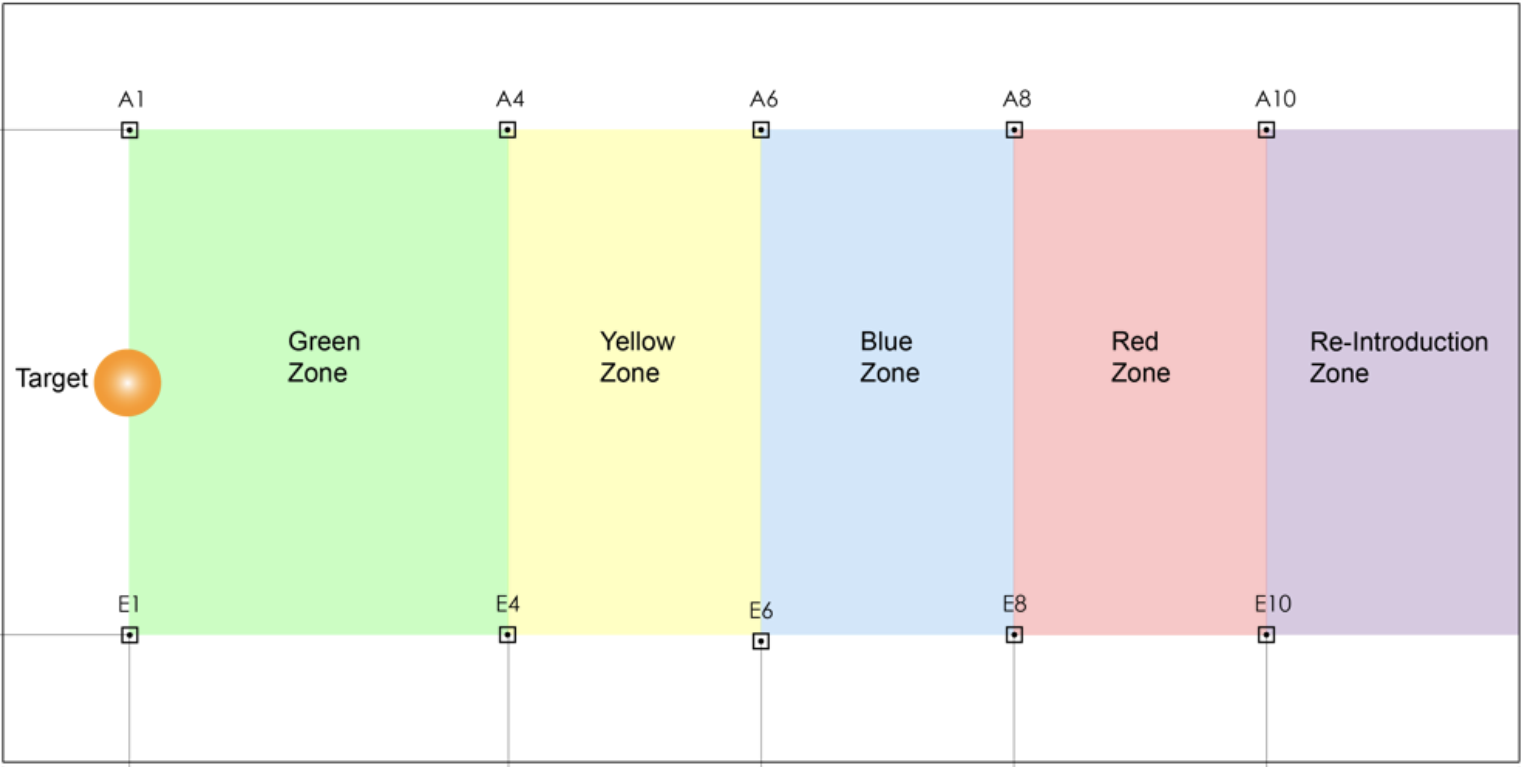 A1
A4
A6
A8
A10
Target
Green
Zone
Yellow
Zone
Blue
Zone
Red
Zone
Re-Introduction
Zone
E1
E4
E6
E8
E10